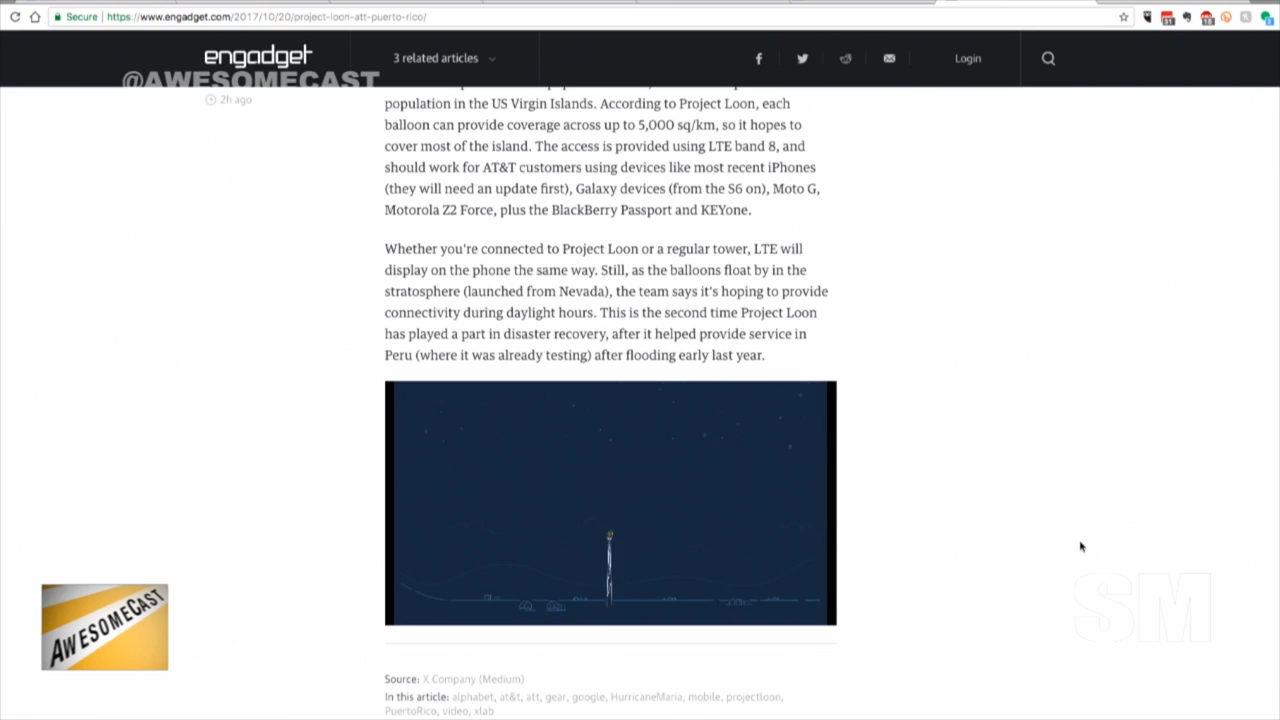 Secure https://www.engadget.com/2017/10/20/project-loon-att-puerto-rico/
engadget
3 related articles
Login
@AWESOMECAST
2h ago
population in the US Virgin Islands. According to Project Loon, each
balloon can provide coverage across up to 5,000 sq/km, so it hopes to
cover most of the island. The access is provided using LTE band 8, and
should work for AT&T customers using devices like most recent iPhones
(they will need an update first), Galaxy devices (from the S6 on), Moto G,
Motorola Z2 Force, plus the BlackBerry Passport and KEYone.
Whether you're connected to Project Loon or a regular tower, LTE will
display on the phone the same way. Still, as the balloons float by in the
stratosphere (launched from Nevada), the team says it's hoping to provide
connectivity during daylight hours. This is the second time Project Loon
has played a part in disaster recovery, after it helped provide service in
Peru (where it was already testing) after flooding early last year.
AWESOMECAST
SM
Source: X Company (Medium)
In this article: alphabet, at&t, att, gear, google, HurricaneMaria, mobile, projectloon,
PuertoRico, video, xlab